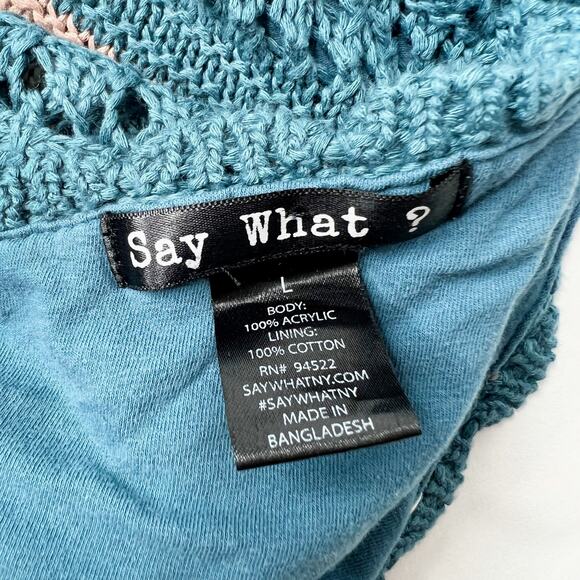 Say What ?
L
BODY:
100% ACRYLIC
LINING:
100% COTTON
RN# 94522
SAYWHATNY.COM
#SAYWHATNY
MADE IN
BANGLADESH